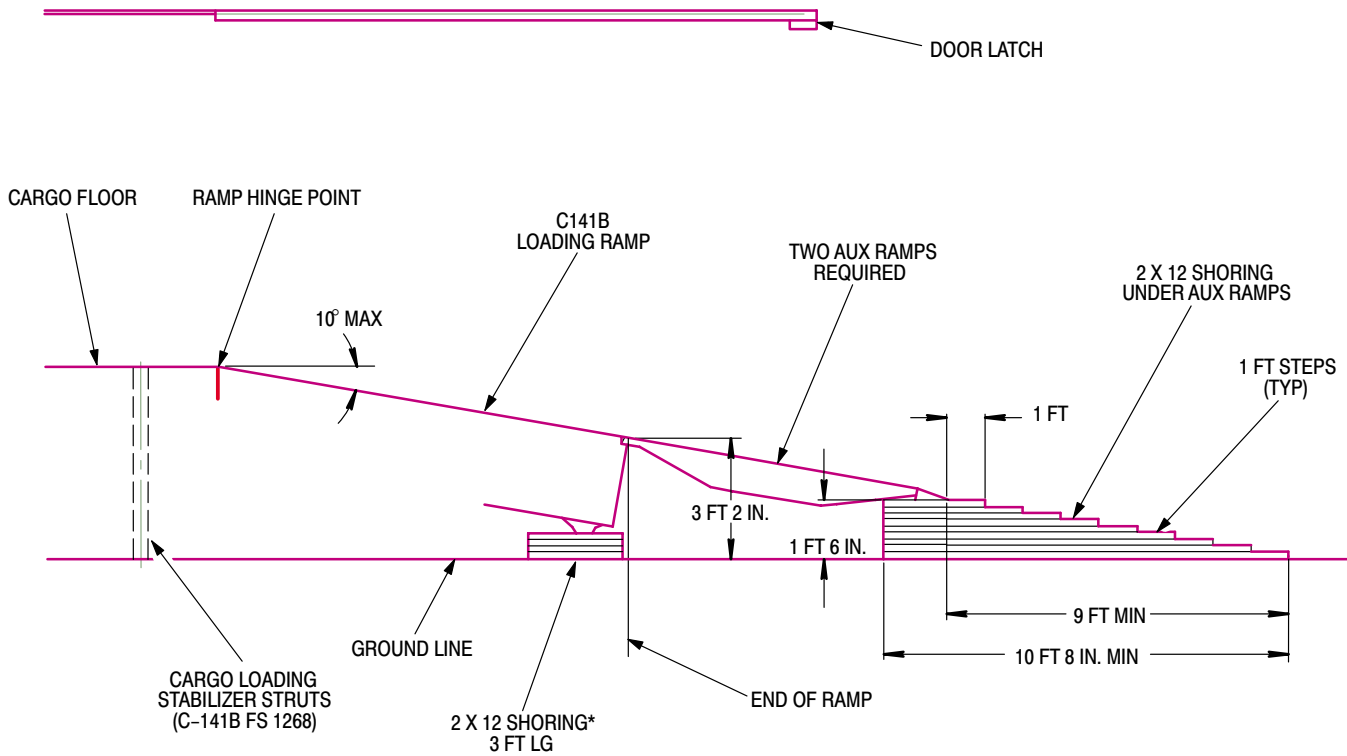 DOOR LATCH
CARGO FLOOR
RAMP HINGE POINT
C141B
LOADING RAMP
TWO AUX RAMPS
REQUIRED
2 X 12 SHORING
UNDER AUX RAMPS
10° MAX
1 FT STEPS
(TYP)
1 FT
3 FT 2 IN.
1 FT 6 IN.
9 FT MIN
10 FT 8 IN. MIN
GROUND LINE
CARGO LOADING
STABILIZER STRUTS
(C-141B FS 1268)
END OF RAMP
2 X 12 SHORING*
3 FT LG